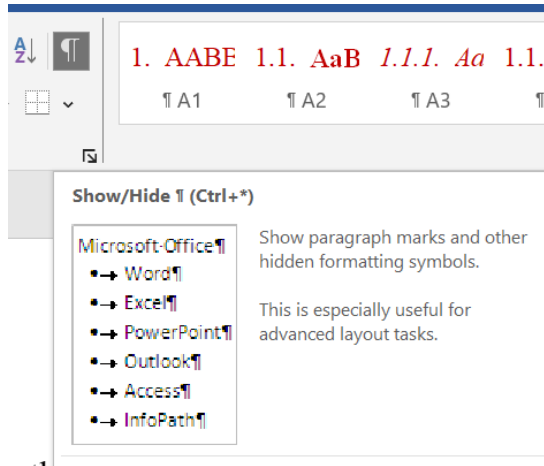 A
Z
¶
1. AABE 1.1. AaB 1.1.1. Aa 1.1.
¶ A1 ¶ A2 ¶ A3 ¶
Show/Hide ¶ (Ctrl+*)
Microsoft·Office¶
•→ Word¶
•→ Excel¶
•→ PowerPoint¶
•→ Outlook¶
•→ Access¶
•→ InfoPath¶
Show paragraph marks and other
hidden formatting symbols.
This is especially useful for
advanced layout tasks.